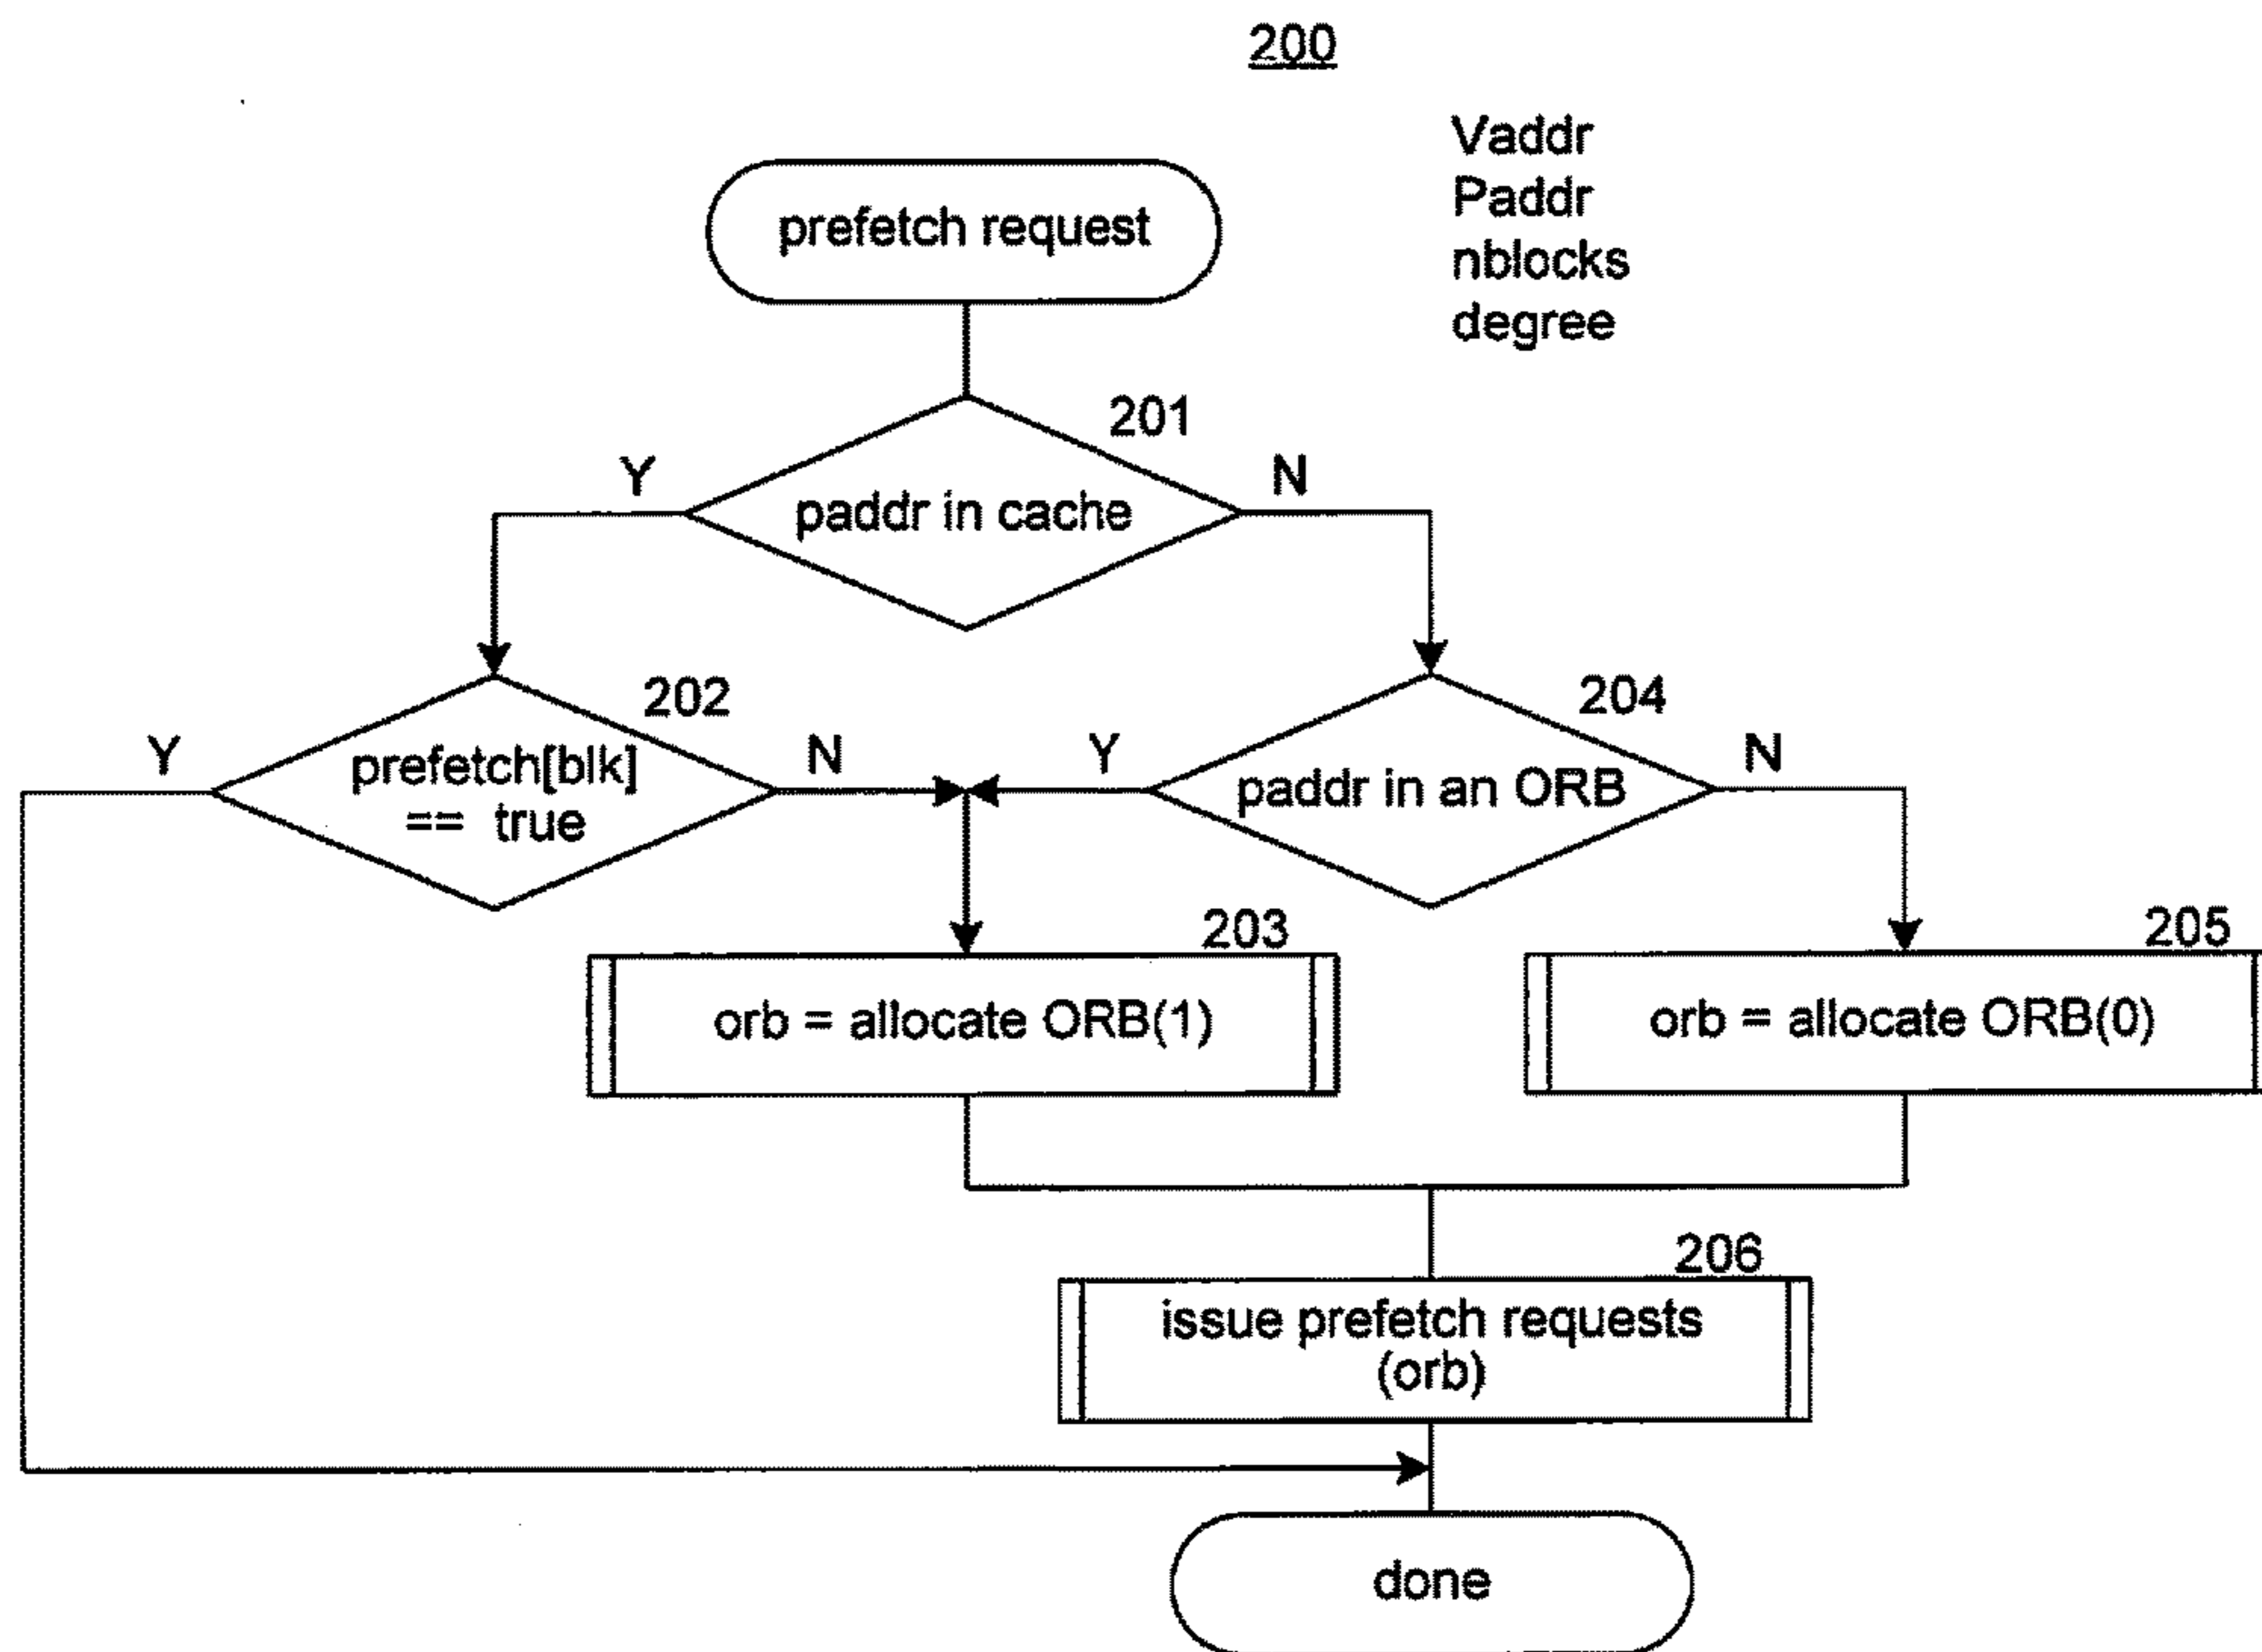 200
Vaddr
Paddr
nblocks
degree
prefetch request
201
Y
N
paddr in cache
202
204
Y
prefetch[blk]
== true
N
Y
paddr in an ORB
N
203
205
orb = allocate ORB(1)
orb = allocate ORB(0)
206
issue prefetch requests
(orb)
done